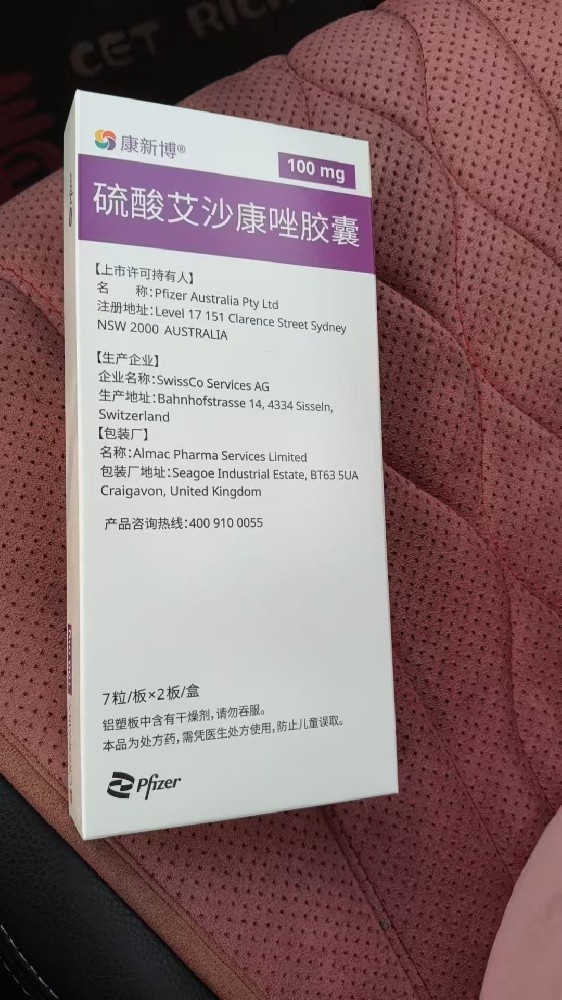 CET RICH
康新博®
100 mg
硫酸艾沙康唑胶囊
【上市许可持有人】
名　　称:Pfizer Australia Pty Ltd
注册地址:Level 17 151 Clarence Street Sydney
NSW 2000 AUSTRALIA
【生产企业】
企业名称:SwissCo Services AG
生产地址:Bahnhofstrasse 14, 4334 Sisseln,
Switzerland
【包装厂】
名称:Almac Pharma Services Limited
包装厂地址:Seagoe Industrial Estate, BT63 5UA
Craigavon, United Kingdom
产品咨询热线:400 910 0055
7粒/板×2板/盒
铝塑板中含有干燥剂,请勿吞服。
本品为处方药,需凭医生处方使用,防止儿童误取。
Pfizer